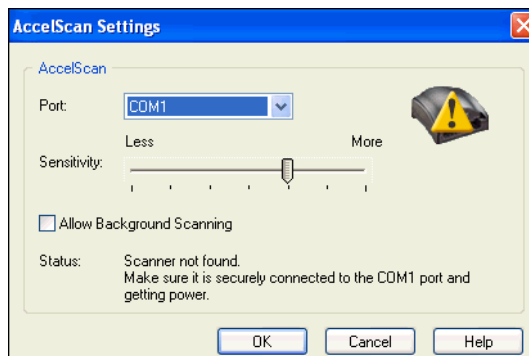 AccelScan Settings
AccelScan
Port: COM1
Less More
Sensitivity:
Allow Background Scanning
Status: Scanner not found.
Make sure it is securely connected to the COM1 port and
getting power.
OK Cancel Help